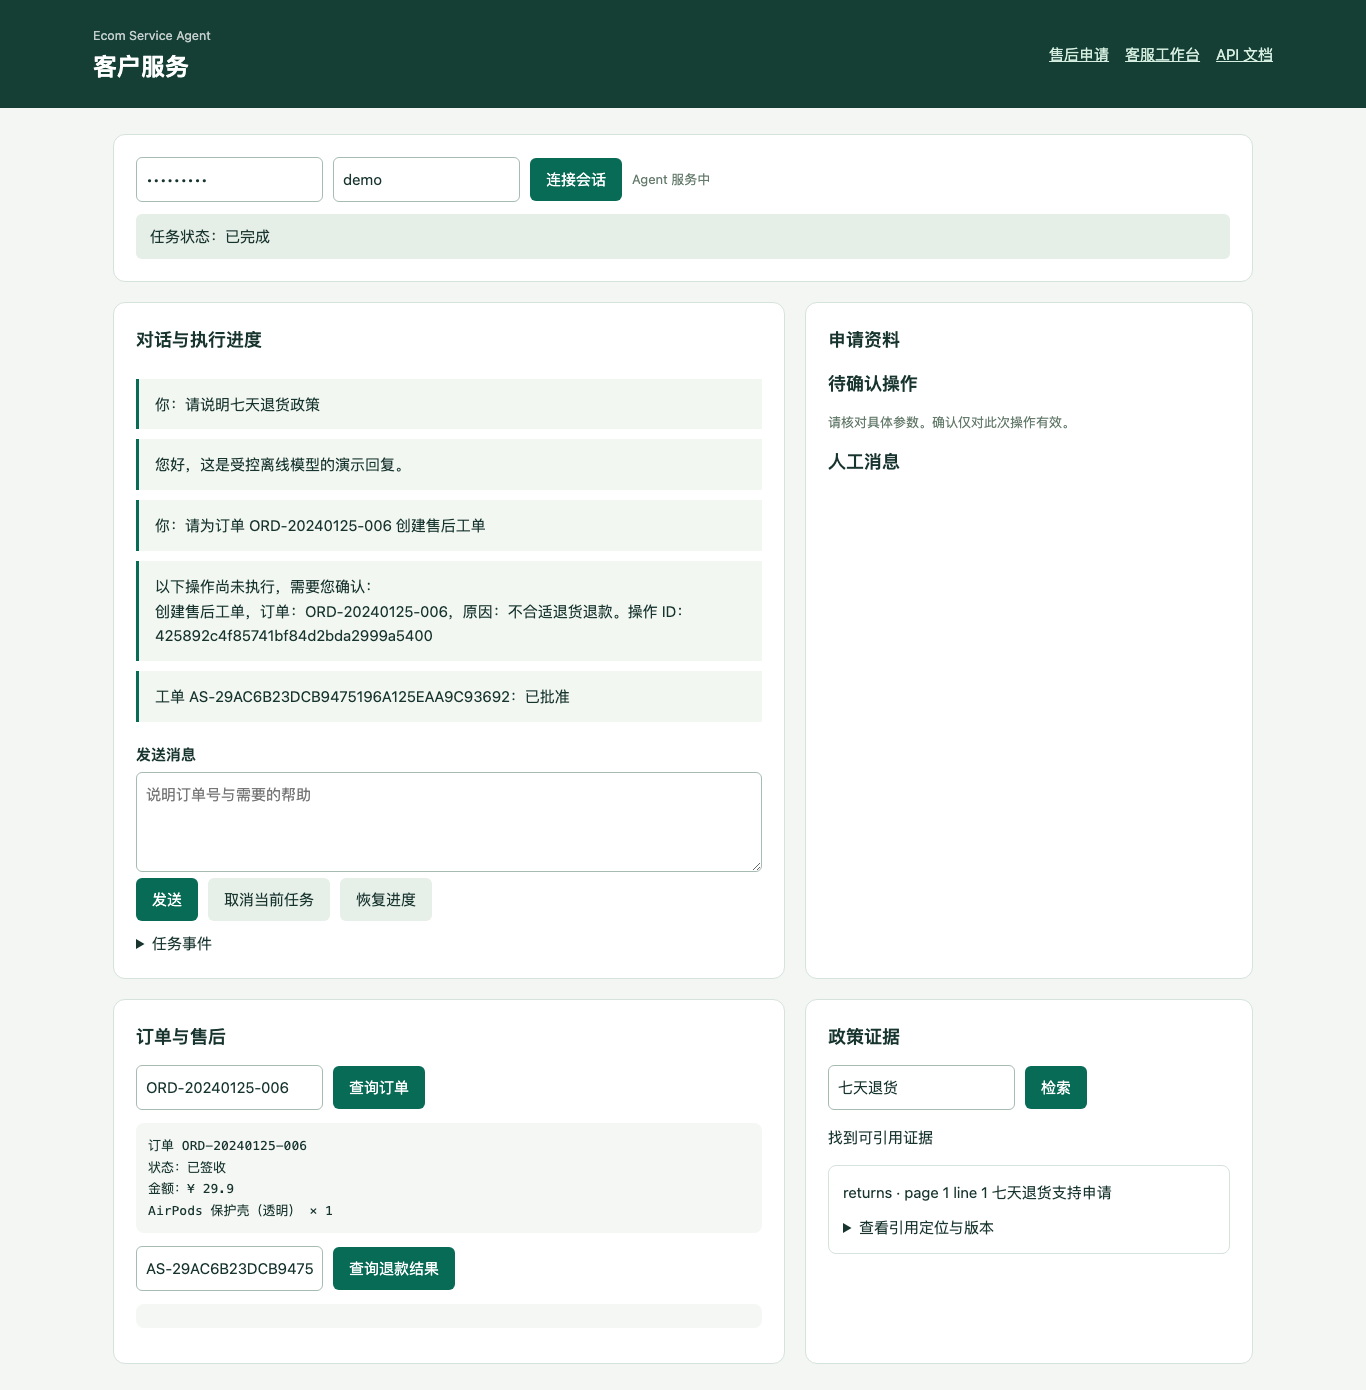 Ecom Service Agent
客户服务
售后申请 客服工作台 API 文档
•••••••••
demo
连接会话
Agent 服务中
任务状态：已完成
对话与执行进度
你：请说明七天退货政策
您好，这是受控离线模型的演示回复。
你：请为订单 ORD-20240125-006 创建售后工单
以下操作尚未执行，需要您确认：
创建售后工单，订单：ORD-20240125-006，原因：不合适退货退款。操作 ID：
425892c4f85741bf84d2bda2999a5400
工单 AS-29AC6B23DCB9475196A125EAA9C93692：已批准
发送消息
说明订单号与需要的帮助
发送
取消当前任务
恢复进度
任务事件
申请资料
待确认操作
请核对具体参数。确认仅对此次操作有效。
人工消息
订单与售后
ORD-20240125-006
查询订单
订单 ORD-20240125-006
状态：已签收
金额：¥ 29.9
AirPods 保护壳（透明） × 1
AS-29AC6B23DCB9475
查询退款结果
政策证据
七天退货
检索
找到可引用证据
returns · page 1 line 1 七天退货支持申请
查看引用定位与版本